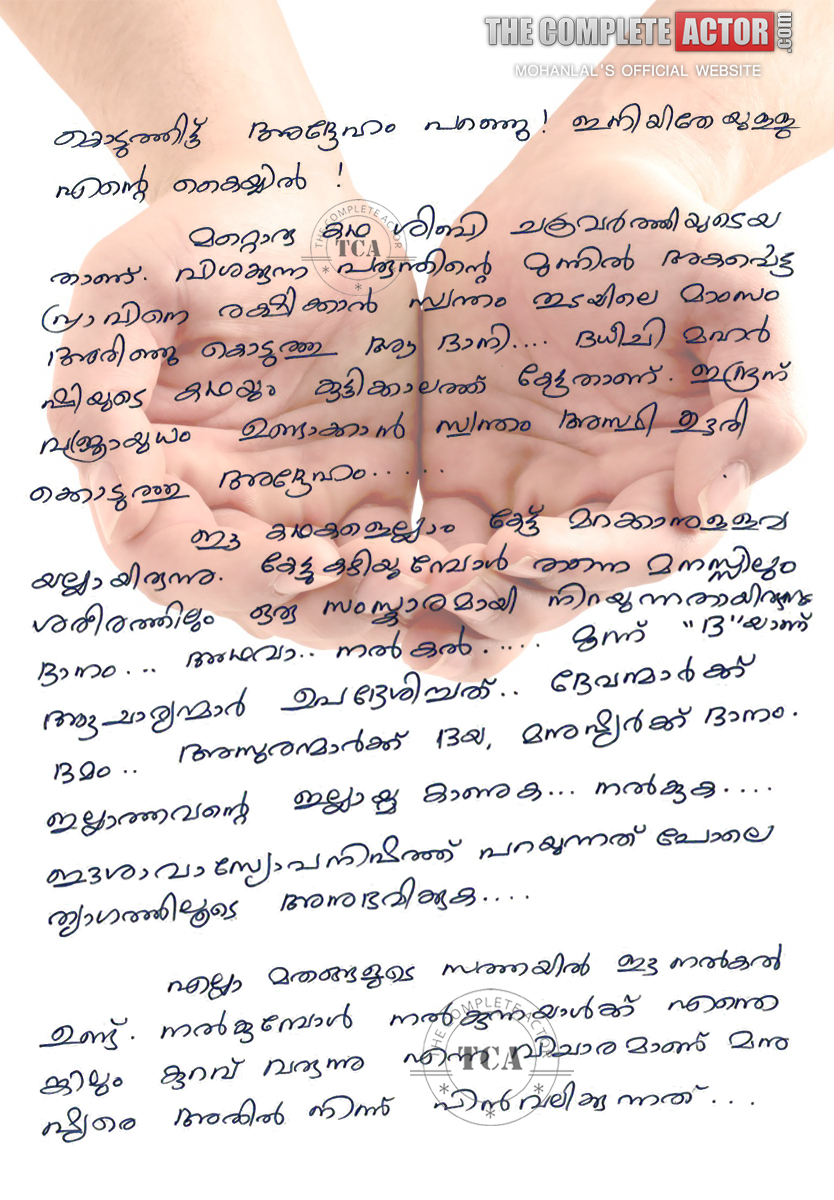 THE COMPLETE ACTOR .com
MOHANLAL'S OFFICIAL WEBSITE
കൊടുത്തിട്ട് അദ്ദേഹം പറഞ്ഞു! ഇനിയിതേയുള്ളു
എന്റെ കൈയ്യിൽ!
മറ്റൊരു കഥ ശിബി ചക്രവർത്തിയുടെയ
താണ്. വിശക്കുന്ന പരുന്തിന്റെ മുന്നിൽ അകപ്പെട്ട
പ്രാവിനെ രക്ഷിക്കാൻ സ്വന്തം തുടയിലെ മാംസം
അരിഞ്ഞു കൊടുത്ത ആ ദാനി.... ദധീചി മഹർ
ഷിയുടെ കഥയും കുട്ടിക്കാലത്ത് കേട്ടതാണ്. ഇന്ദ്രന്
വജ്രായുധം ഉണ്ടാക്കാൻ സ്വന്തം അസ്ഥി ഊരി
ക്കൊടുത്തു അദ്ദേഹം.....
ഈ കഥകളെല്ലാം കേട്ട് മറക്കാനുള്ളവ
യല്ലായിരുന്നു. കേട്ടുകഴിയുമ്പോൾ താനെ മനസ്സിലും
ശരീരത്തിലും ഒരു സംസ്ക്കാരമായി നിറയുന്നതായിരുന്നു
ദാനം... അഥവാ.. നൽകൽ..... മൂന്ന് "ദ"യാണ്
ആചാര്യന്മാർ ഉപദേശിച്ചത്.. ദേവന്മാർക്ക്
ദമം.. അസുരന്മാർക്ക് ദയ, മനുഷ്യർക്ക് ദാനം.
ഇല്ലാത്തവന്റെ ഇല്ലായ്മ കാണുക... നൽകുക....
ഈശാവാസ്യോപനിഷത്ത് പറയുന്നത് പോലെ
ത്യാഗത്തിലൂടെ അനുഭവിക്കുക....
എല്ലാ മതങ്ങളുടെ സത്തയിൽ ഈ നൽകൽ
ഉണ്ട്. നൽകുമ്പോൾ നൽകുന്നയാൾക്ക് എന്തെ
ങ്കിലും കുറവ് വരുന്നു എന്ന വിചാരമാണ് മനു
ഷ്യരെ അതിൽ നിന്ന് പിൻവലിക്കുന്നത്...
THE COMPLETE ACTOR
TCA
THE COMPLETE ACTOR
TCA